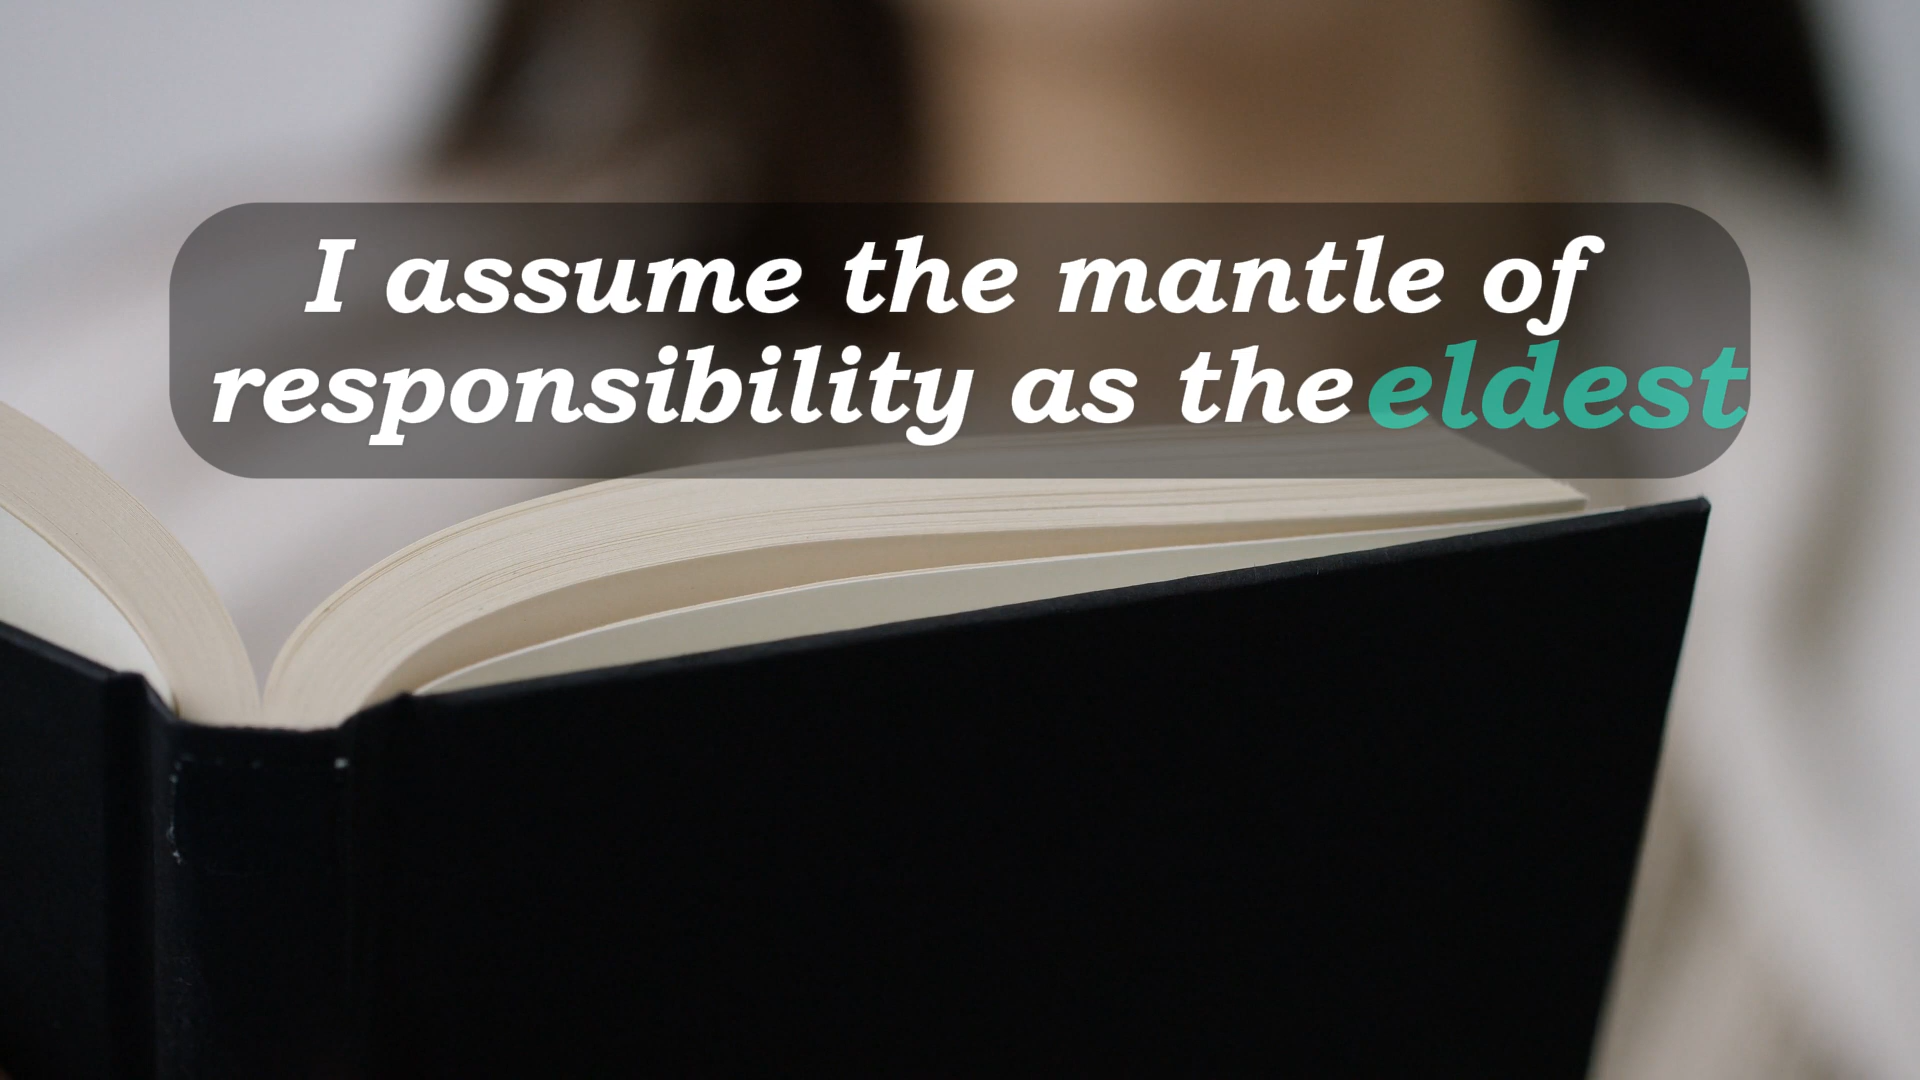 I assume the mantle of
responsibility as the eldest